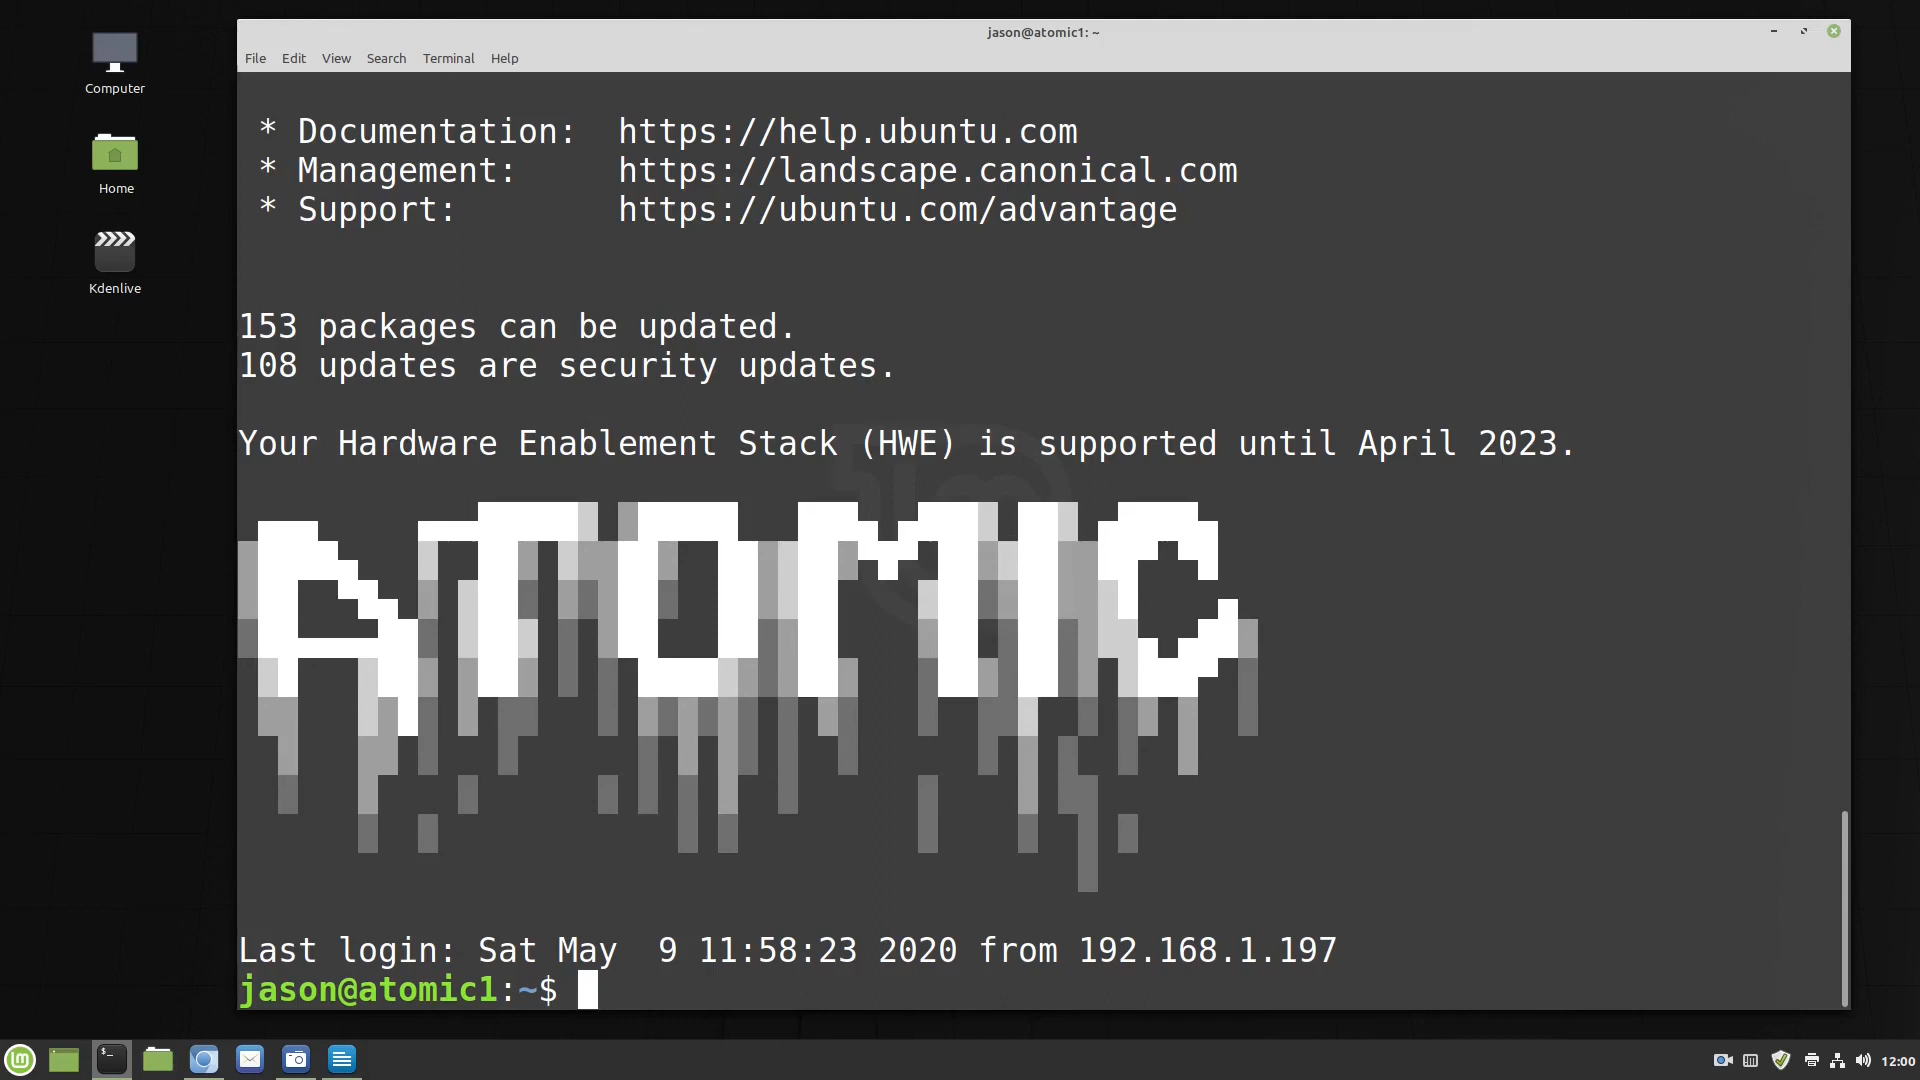 jason@atomic1: ~
File Edit View Search Terminal Help
Computer
Home
Kdenlive
* Documentation:  https://help.ubuntu.com
* Management:     https://landscape.canonical.com
* Support:        https://ubuntu.com/advantage
153 packages can be updated.
108 updates are security updates.
Your Hardware Enablement Stack (HWE) is supported until April 2023.
ATOMIC
Last login: Sat May  9 11:58:23 2020 from 192.168.1.197
jason@atomic1:~$
12:00